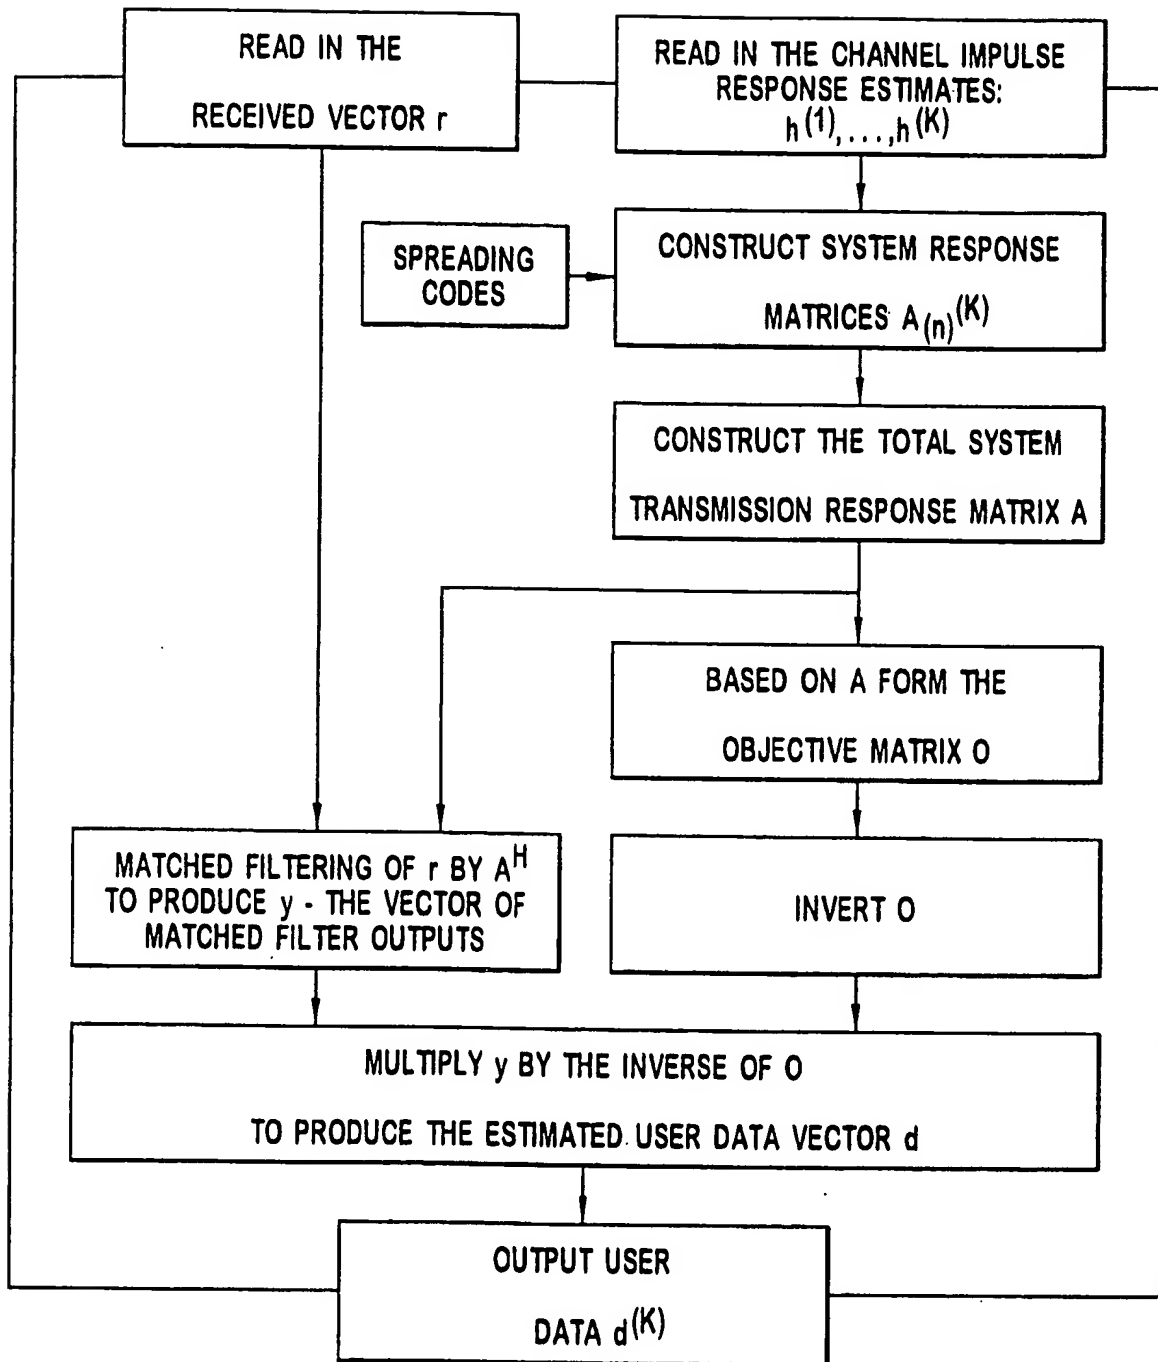 READ IN THE
RECEIVED VECTOR r
READ IN THE CHANNEL IMPULSE
RESPONSE ESTIMATES:
h(1),...,h(K)
SPREADING
CODES
CONSTRUCT SYSTEM RESPONSE
MATRICES A(n)(K)
CONSTRUCT THE TOTAL SYSTEM
TRANSMISSION RESPONSE MATRIX A
BASED ON A FORM THE
OBJECTIVE MATRIX O
MATCHED FILTERING OF r BY AH
TO PRODUCE y - THE VECTOR OF
MATCHED FILTER OUTPUTS
INVERT O
MULTIPLY y BY THE INVERSE OF O
TO PRODUCE THE ESTIMATED USER DATA VECTOR d
OUTPUT USER
DATA d(K)